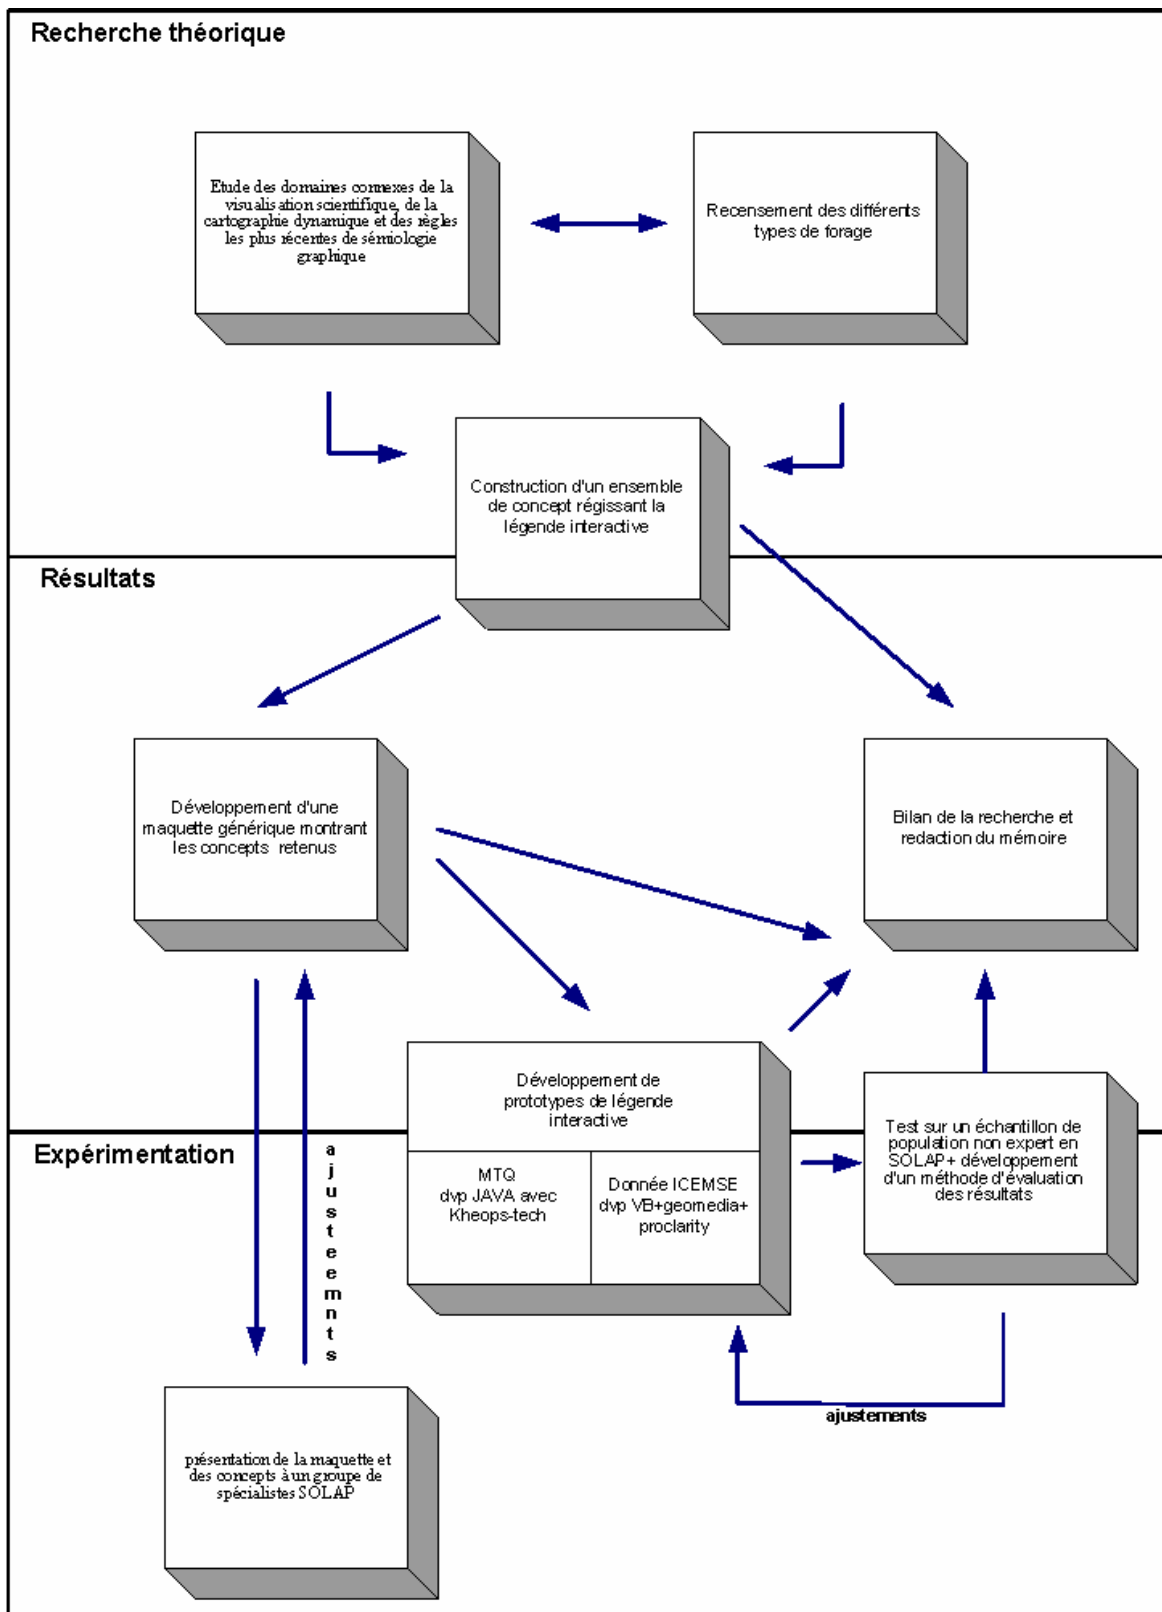 Recherche théorique
Etude des domaines connexes de la
visualisation scientifique, de la
cartographie dynamique et des règles
les plus récentes de sémiologie
graphique
Recensement des différents
types de forage
Construction d'un ensemble
de concept régissant la
légende interactive
Résultats
Développement d'une
maquette générique montrant
les concepts retenus
Bilan de la recherche et
redaction du mémoire
Développement de
prototypes de légende
interactive
MTQ
dvp JAVA avec
Kheops-tech
Donnée ICEMSE
dvp VB+geomedia+
proclarity
Test sur un échantillon de
population non expert en
SOLAP+ développement
d'un méthode d'évaluation
des résultats
Expérimentation
ajusteemnts
ajustements
présentation de la maquette et
des concepts à un groupe de
spécialistes SOLAP